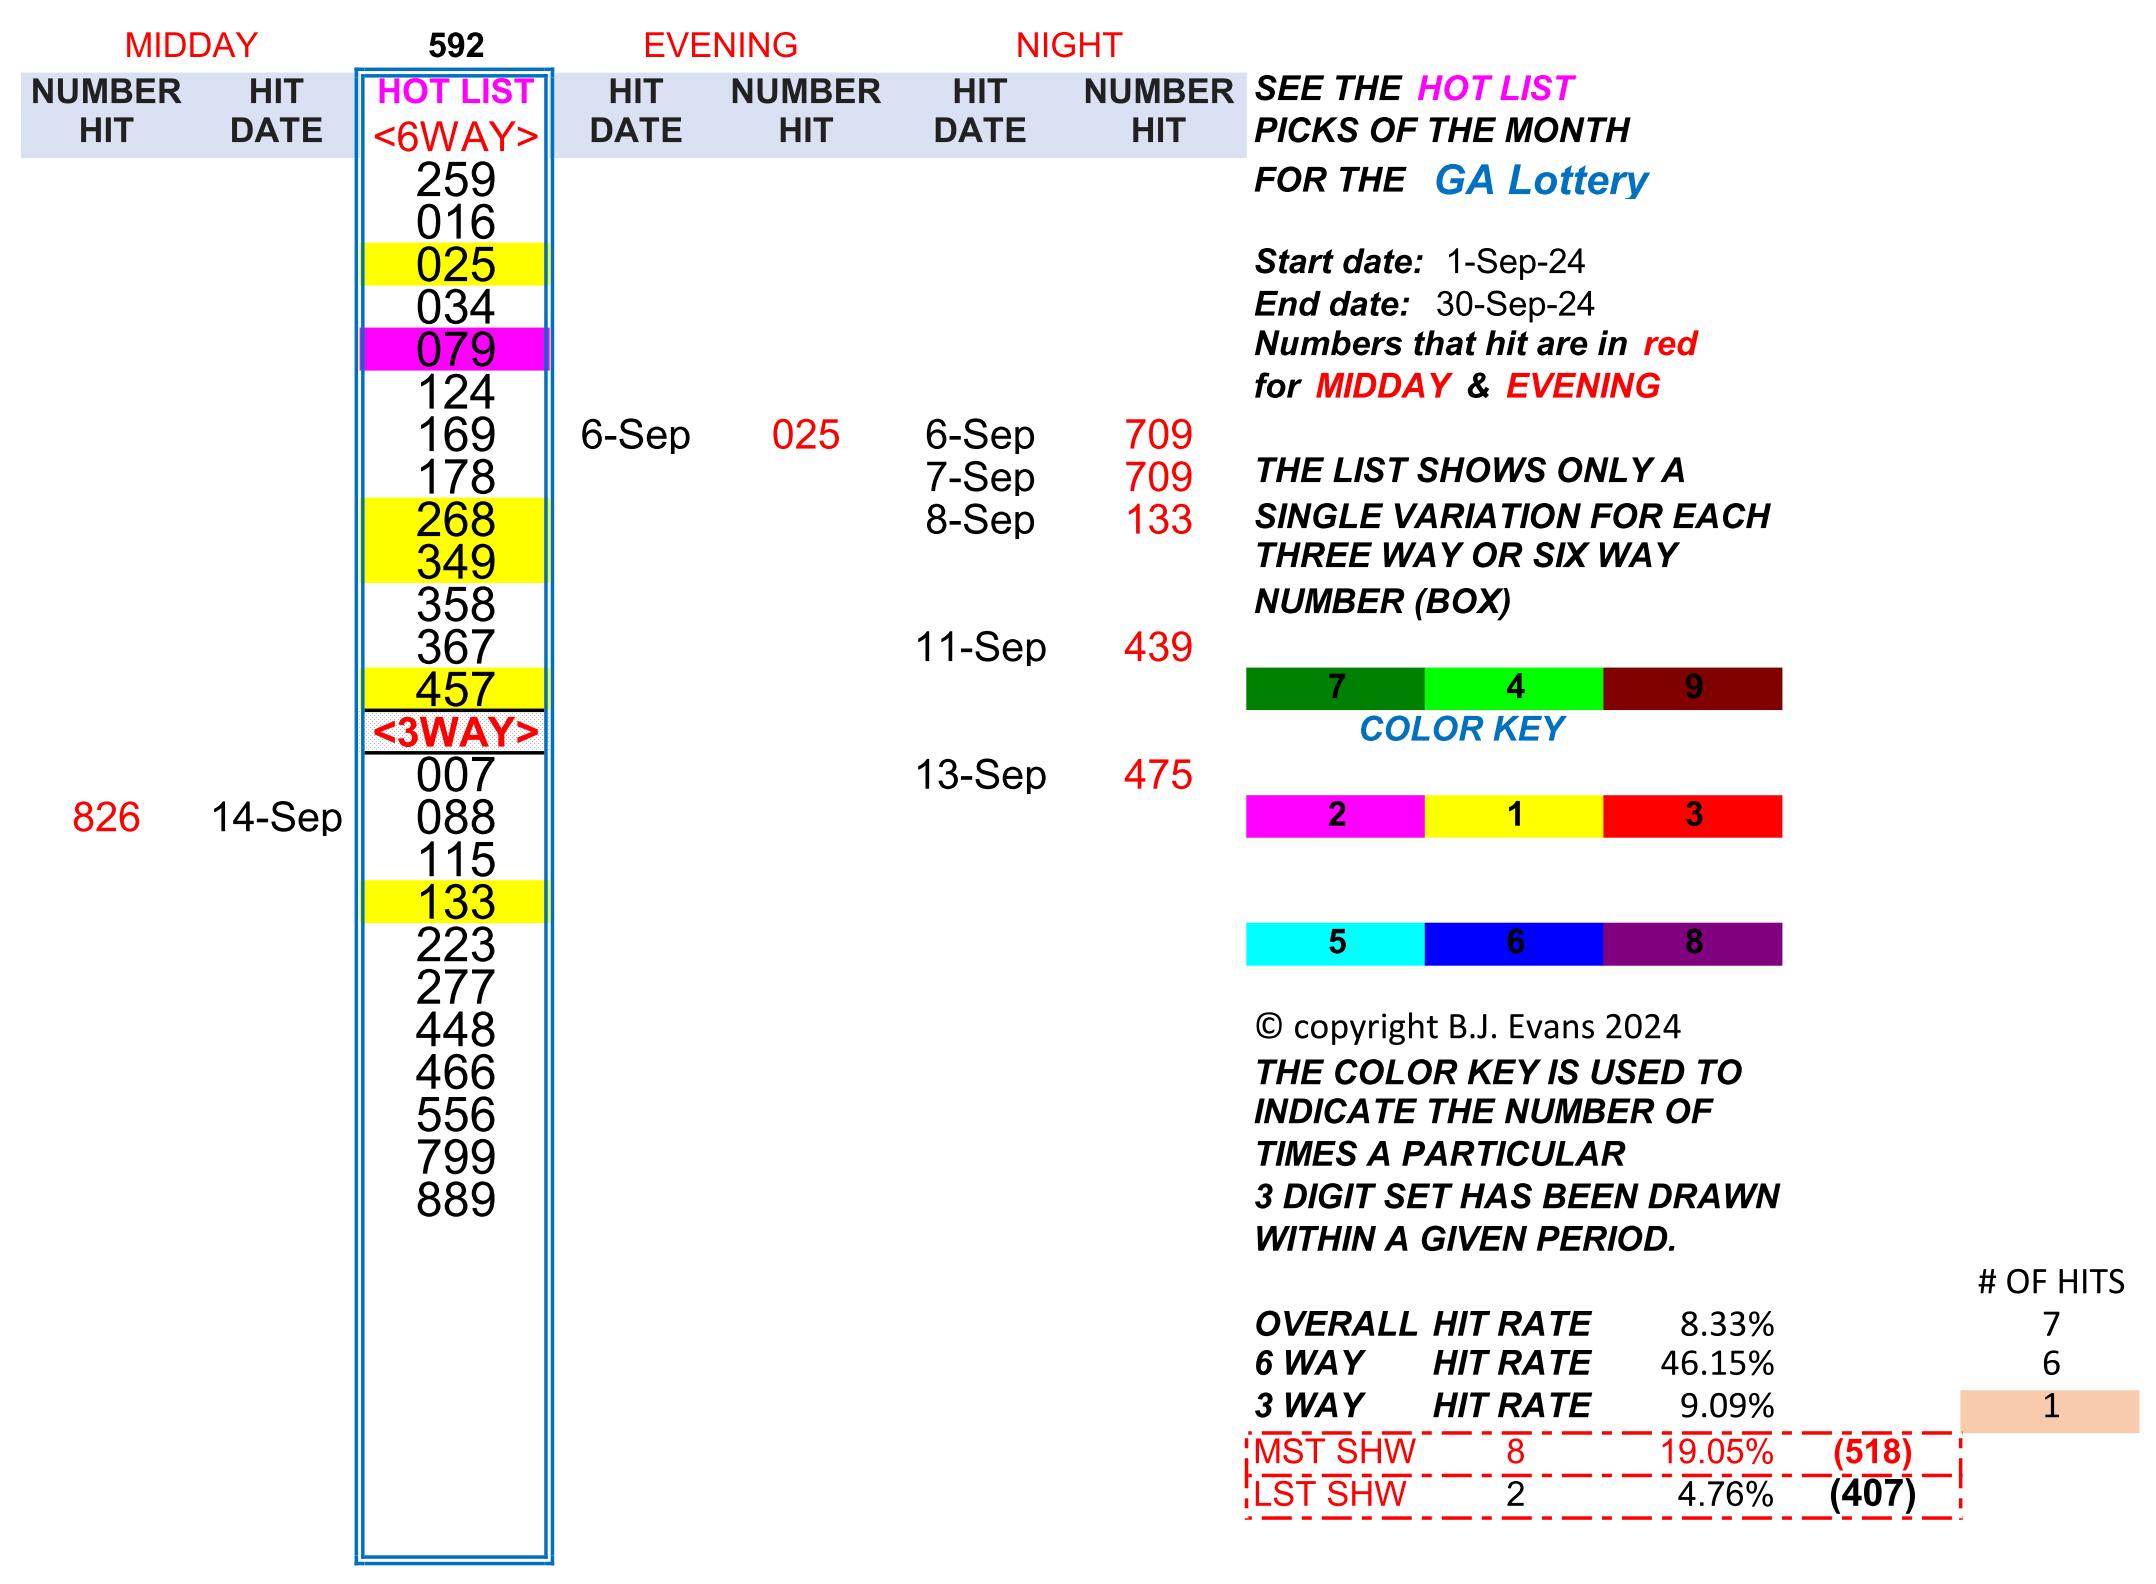 MIDDAY 592 EVENING NIGHT
NUMBER HIT HOT LIST HIT NUMBER HIT NUMBER
HIT DATE <6WAY> DATE HIT DATE HIT
259
016
025
034
079
124
169 6-Sep 025 6-Sep 709
178 7-Sep 709
268 8-Sep 133
349
358
367 11-Sep 439
457
<3WAY>
007 13-Sep 475
826 14-Sep 088
115
133
223
277
448
466
556
799
889
SEE THE HOT LIST
PICKS OF THE MONTH
FOR THE GA Lottery
Start date: 1-Sep-24
End date: 30-Sep-24
Numbers that hit are in red
for MIDDAY & EVENING
THE LIST SHOWS ONLY A
SINGLE VARIATION FOR EACH
THREE WAY OR SIX WAY
NUMBER (BOX)
7 4 9
COLOR KEY
2 1 3
5 6 8
© copyright B.J. Evans 2024
THE COLOR KEY IS USED TO
INDICATE THE NUMBER OF
TIMES A PARTICULAR
3 DIGIT SET HAS BEEN DRAWN
WITHIN A GIVEN PERIOD.
# OF HITS
OVERALL HIT RATE 8.33% 7
6 WAY HIT RATE 46.15% 6
3 WAY HIT RATE 9.09% 1
MST SHW 8 19.05% (518)
LST SHW 2 4.76% (407)